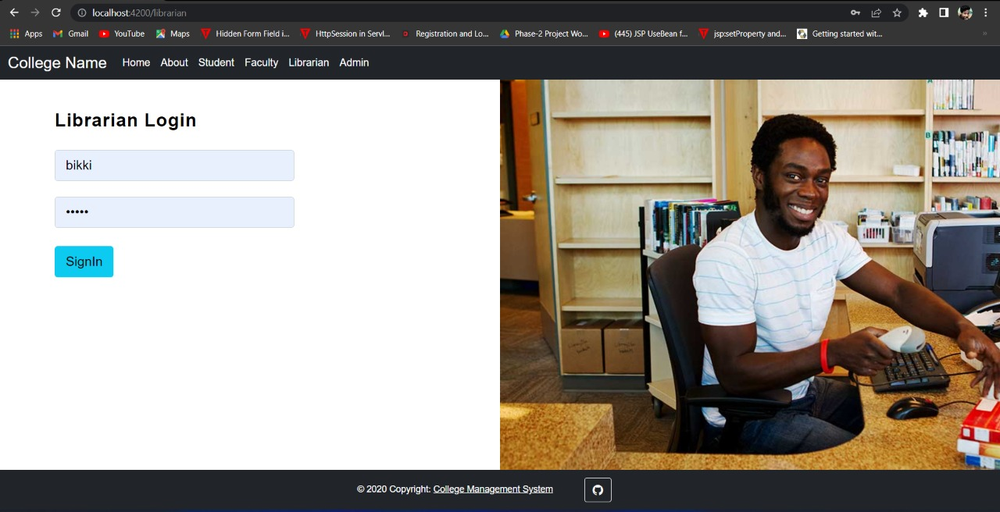 localhost:4200/librarian
Apps Gmail YouTube Maps Hidden Form Field i... HttpSession in Servl... Registration and Lo... Phase-2 Project Wo... (445) JSP UseBean f... jsp:setProperty and... Getting started wit... »
College Name Home About Student Faculty Librarian Admin
Librarian Login
bikki
•••••
SignIn
A
B
© 2020 Copyright: College Management System